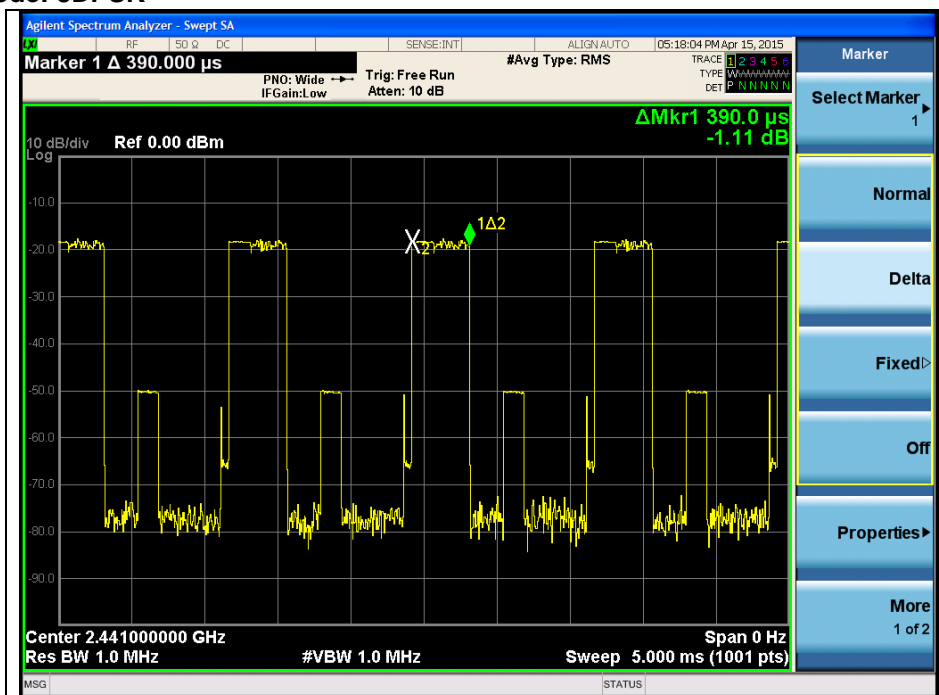 Agilent Spectrum Analyzer - Swept SA
LXI RF 50 Ω DC SENSE:INT ALIGN AUTO 05:18:04 PM Apr 15, 2015
Marker 1 Δ 390.000 µs #Avg Type: RMS TRACE 1 2 3 4 5 6
PNO: Wide Trig: Free Run TYPE WWWWWW
IFGain:Low Atten: 10 dB DET P N N N N N
ΔMkr1 390.0 µs
-1.11 dB
10 dB/div Ref 0.00 dBm
Log
-10.0
-20.0
-30.0
-40.0
-50.0
-60.0
-70.0
-80.0
-90.0
X2
1Δ2
Center 2.441000000 GHz Span 0 Hz
Res BW 1.0 MHz #VBW 1.0 MHz Sweep 5.000 ms (1001 pts)
MSG STATUS
Marker
Select Marker
1
Normal
Delta
Fixed
Off
Properties
More
1 of 2